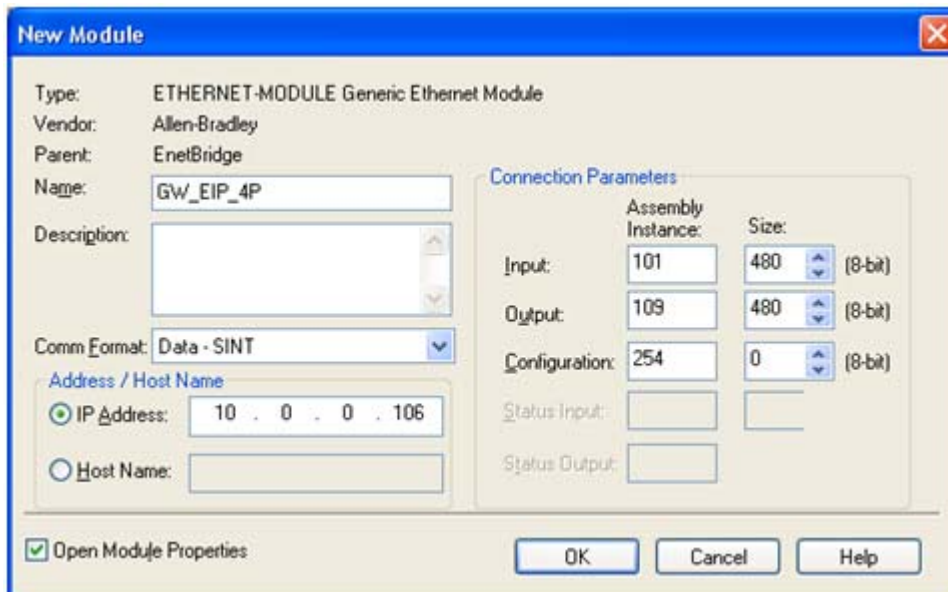 New Module
Type: ETHERNET-MODULE Generic Ethernet Module
Vendor: Allen-Bradley
Parent: EnetBridge
Name: GW_EIP_4P
Description:
Comm Format: Data - SINT
Address / Host Name
IP Address: 10 . 0 . 0 . 106
Host Name:
Connection Parameters
Assembly Instance: Size:
Input: 101 480 (8-bit)
Output: 109 480 (8-bit)
Configuration: 254 0 (8-bit)
Status Input:
Status Output:
Open Module Properties
OK Cancel Help